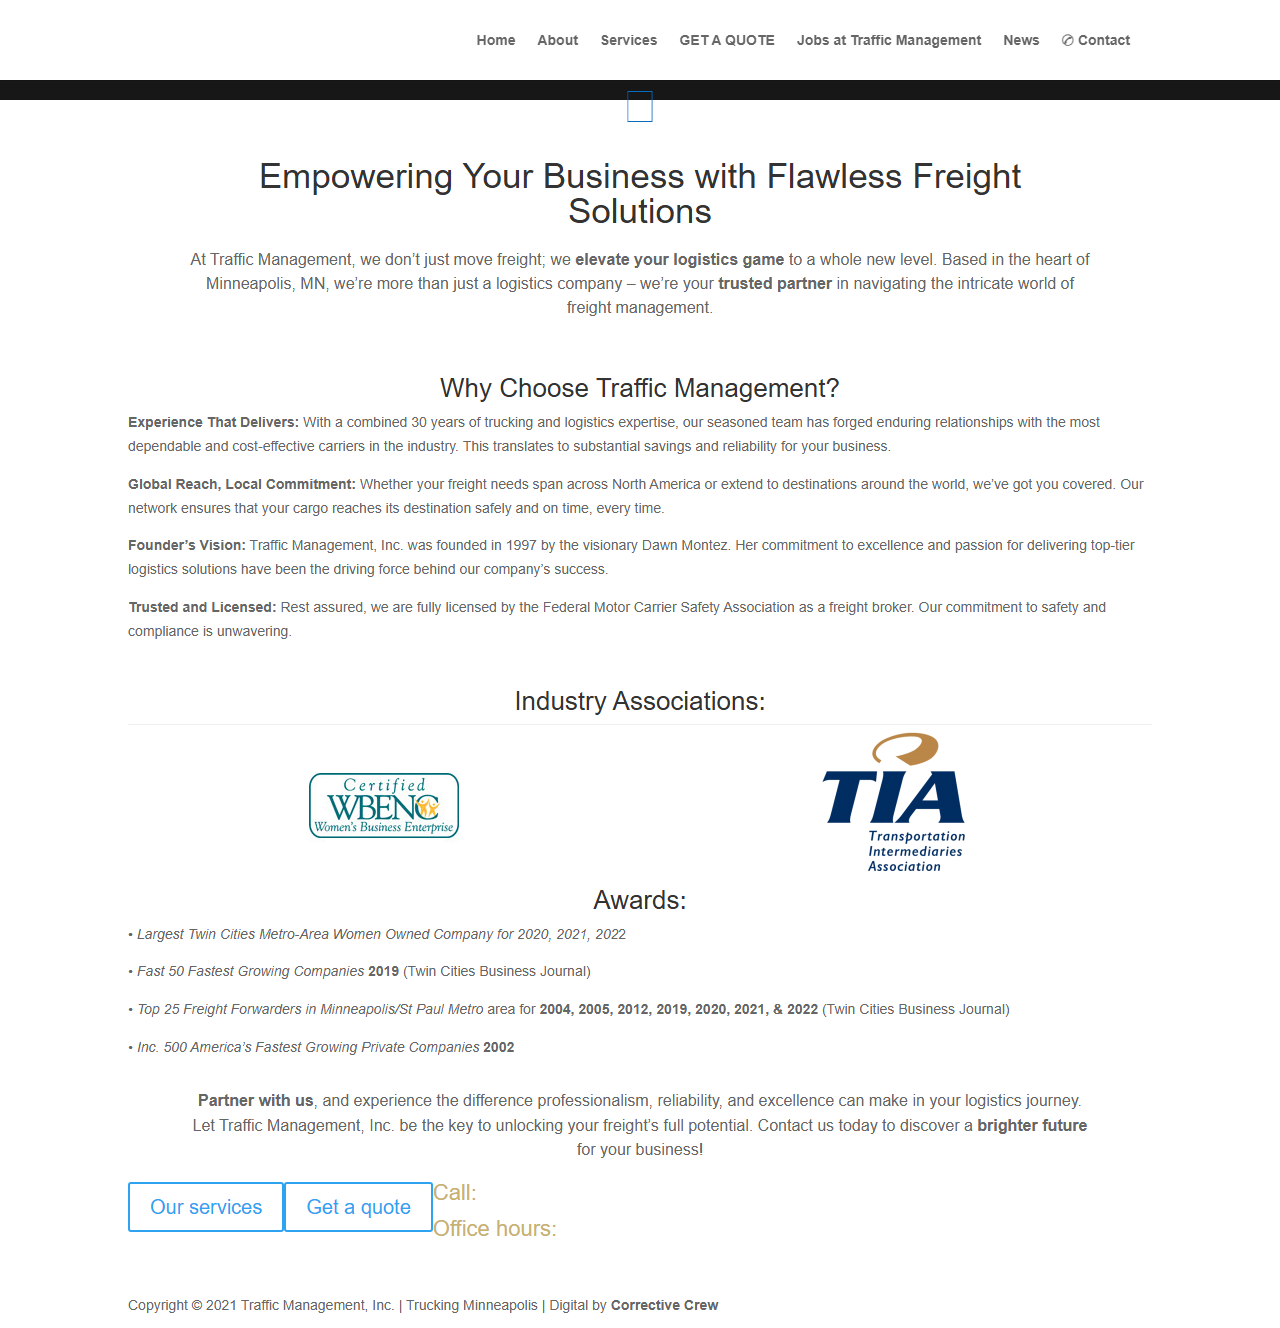 Home About Services GET A QUOTE Jobs at Traffic Management News ✆ Contact
Empowering Your Business with Flawless Freight
Solutions
At Traffic Management, we don’t just move freight; we elevate your logistics game to a whole new level. Based in the heart of
Minneapolis, MN, we’re more than just a logistics company – we’re your trusted partner in navigating the intricate world of
freight management.
Why Choose Traffic Management?
Experience That Delivers: With a combined 30 years of trucking and logistics expertise, our seasoned team has forged enduring relationships with the most
dependable and cost-effective carriers in the industry. This translates to substantial savings and reliability for your business.
Global Reach, Local Commitment: Whether your freight needs span across North America or extend to destinations around the world, we’ve got you covered. Our
network ensures that your cargo reaches its destination safely and on time, every time.
Founder’s Vision: Traffic Management, Inc. was founded in 1997 by the visionary Dawn Montez. Her commitment to excellence and passion for delivering top-tier
logistics solutions have been the driving force behind our company’s success.
Trusted and Licensed: Rest assured, we are fully licensed by the Federal Motor Carrier Safety Association as a freight broker. Our commitment to safety and
compliance is unwavering.
Industry Associations:
Certified
WBENC
Women's Business Enterprise
TIA
Transportation
Intermediaries
Association
Awards:
• Largest Twin Cities Metro-Area Women Owned Company for 2020, 2021, 2022
• Fast 50 Fastest Growing Companies 2019 (Twin Cities Business Journal)
• Top 25 Freight Forwarders in Minneapolis/St Paul Metro area for 2004, 2005, 2012, 2019, 2020, 2021, & 2022 (Twin Cities Business Journal)
• Inc. 500 America’s Fastest Growing Private Companies 2002
Partner with us, and experience the difference professionalism, reliability, and excellence can make in your logistics journey.
Let Traffic Management, Inc. be the key to unlocking your freight’s full potential. Contact us today to discover a brighter future
for your business!
Our services Get a quote Call:
Office hours:
Copyright © 2021 Traffic Management, Inc. | Trucking Minneapolis | Digital by Corrective Crew